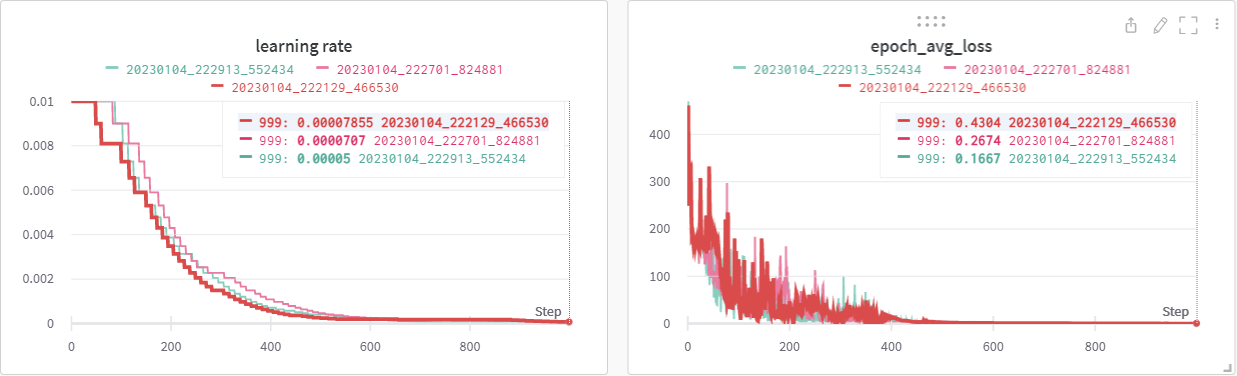 learning rate
20230104_222913_552434 20230104_222701_824881
20230104_222129_466530
0.01
0.008
0.006
0.004
0.002
0
999: 0.00007855 20230104_222129_466530
999: 0.0000707 20230104_222701_824881
999: 0.00005 20230104_222913_552434
Step
0 200 400 600 800
epoch_avg_loss
20230104_222913_552434 20230104_222701_824881
20230104_222129_466530
400
300
200
100
0
999: 0.4304 20230104_222129_466530
999: 0.2674 20230104_222701_824881
999: 0.1667 20230104_222913_552434
Step
0 200 400 600 800